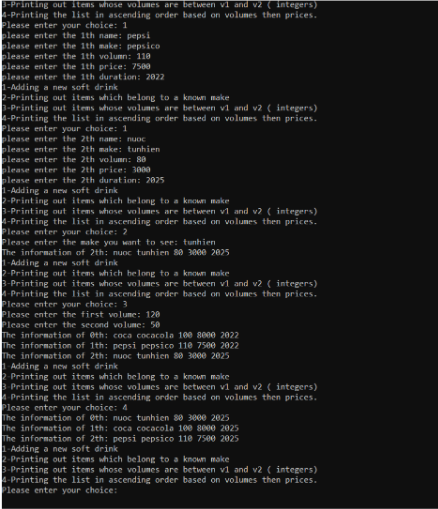 3-Printing out items whose volumes are between v1 and v2 ( integers)
4-Printing the list in ascending order based on volumes then prices.
Please enter your choice: 1
please enter the 1th name: pepsi
please enter the 1th make: pepsico
please enter the 1th volumn: 110
please enter the 1th price: 7500
please enter the 1th duration: 2022
1-Adding a new soft drink
2-Printing out items which belong to a known make
3-Printing out items whose volumes are between v1 and v2 ( integers)
4-Printing the list in ascending order based on volumes then prices.
Please enter your choice: 1
please enter the 2th name: nuoc
please enter the 2th make: tunhien
please enter the 2th volumn: 80
please enter the 2th price: 3000
please enter the 2th duration: 2025
1-Adding a new soft drink
2-Printing out items which belong to a known make
3-Printing out items whose volumes are between v1 and v2 ( integers)
4-Printing the list in ascending order based on volumes then prices.
Please enter your choice: 2
Please enter the make you want to see: tunhien
The information of 2th: nuoc tunhien 80 3000 2025
1-Adding a new soft drink
2-Printing out items which belong to a known make
3-Printing out items whose volumes are between v1 and v2 ( integers)
4-Printing the list in ascending order based on volumes then prices.
Please enter your choice: 3
Please enter the first volume: 120
Please enter the second volume: 50
The information of 0th: coca cocacola 100 8000 2022
The information of 1th: pepsi pepsico 110 7500 2022
The information of 2th: nuoc tunhien 80 3000 2025
1-Adding a new soft drink
2-Printing out items which belong to a known make
3-Printing out items whose volumes are between v1 and v2 ( integers)
4-Printing the list in ascending order based on volumes then prices.
Please enter your choice: 4
The information of 0th: nuoc tunhien 80 3000 2025
The information of 1th: coca cocacola 100 8000 2025
The information of 2th: pepsi pepsico 110 7500 2025
1-Adding a new soft drink
2-Printing out items which belong to a known make
3-Printing out items whose volumes are between v1 and v2 ( integers)
4-Printing the list in ascending order based on volumes then prices.
Please enter your choice: